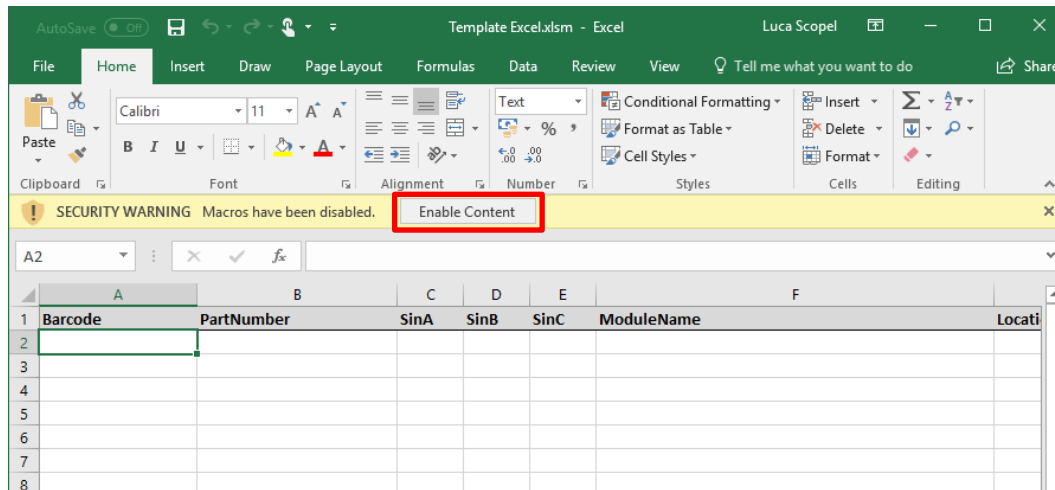 AutoSave Off Template Excel.xlsm - Excel Luca Scopel
File Home Insert Draw Page Layout Formulas Data Review View Tell me what you want to do Share
Calibri 11 A A Text Conditional Formatting Insert
Paste B I U A % , Format as Table Delete
Cell Styles Format
Clipboard Font Alignment Number Styles Cells Editing
SECURITY WARNING Macros have been disabled. Enable Content
A2 fx
A B C D E F
1 Barcode PartNumber SinA SinB SinC ModuleName Locati
2
3
4
5
6
7
8